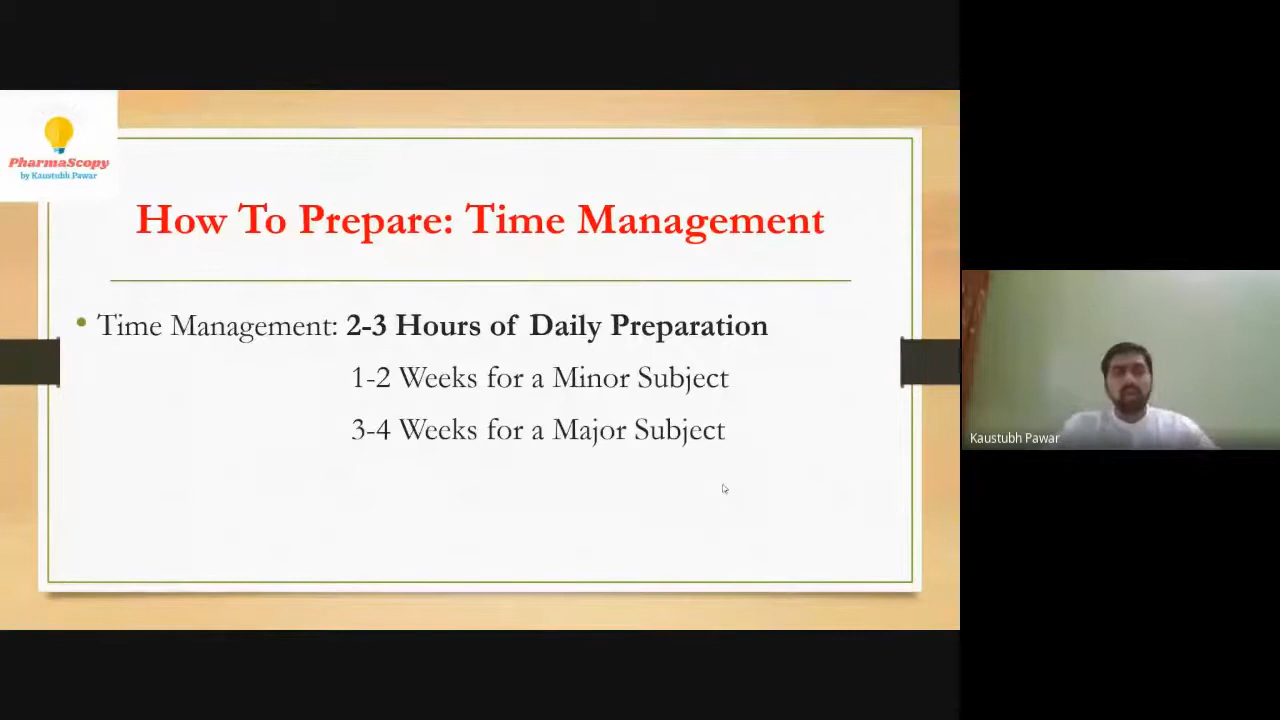 PharmaScopy
by Kaustubh Pawar
How To Prepare: Time Management
• Time Management: 2-3 Hours of Daily Preparation
1-2 Weeks for a Minor Subject
3-4 Weeks for a Major Subject
Kaustubh Pawar